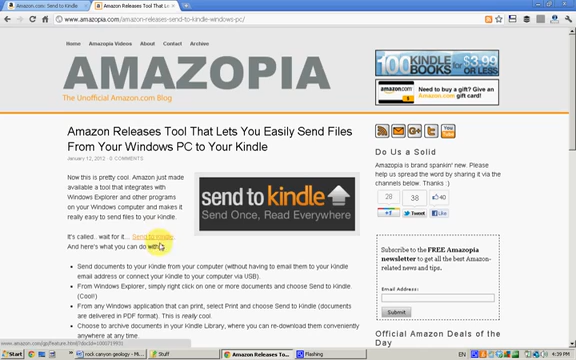 Amazon.com: Send to Kindle
Amazon Releases Tool That L
www.amazopia.com/amazon-releases-send-to-kindle-windows-pc/
Home Amazopia Videos About Contact Archive
AMAZOPIA
The Unofficial Amazon.com Blog
100 KINDLE BOOKS for $3.99 OR LESS
Need to buy a gift? Give an
Amazon.com gift card!
Amazon Releases Tool That Lets You Easily Send Files
From Your Windows PC to Your Kindle
January 12, 2012 · 0 COMMENTS
Now this is pretty cool. Amazon just made
available a tool that integrates with
Windows Explorer and other programs
on your Windows computer and makes it
really easy to send files to your Kindle.
send to kindle
Send Once, Read Everywhere
It's called.. wait for it... Send to Kindle.
And here's what you can do with
Send documents to your Kindle from your computer (without having to email them to your Kindle
email address or connect your Kindle to your computer via USB).
From Windows Explorer, simply right click on one or more documents and choose Send to Kindle.
(Cool!)
From any Windows application that can print, select Print and choose Send to Kindle (documents
are delivered in PDF format). This is really cool.
Choose to archive documents in your Kindle Library, where you can re-download them conveniently
at anytime
You Tube
Do Us a Solid
Amazopia is brand spankin' new. Please
help us spread the word by sharing it via the
channels below. Thanks :)
28 38 40
+1 Tweet Like
Subscribe to the FREE Amazopia
newsletter to get all the best Amazon-
related news and tips.
Email Address:
Submit
Official Amazon Deals of the
Day
Start rock canyon geology - Mi... Stuff Amazon Releases To... Flashing EN 4:39 PM